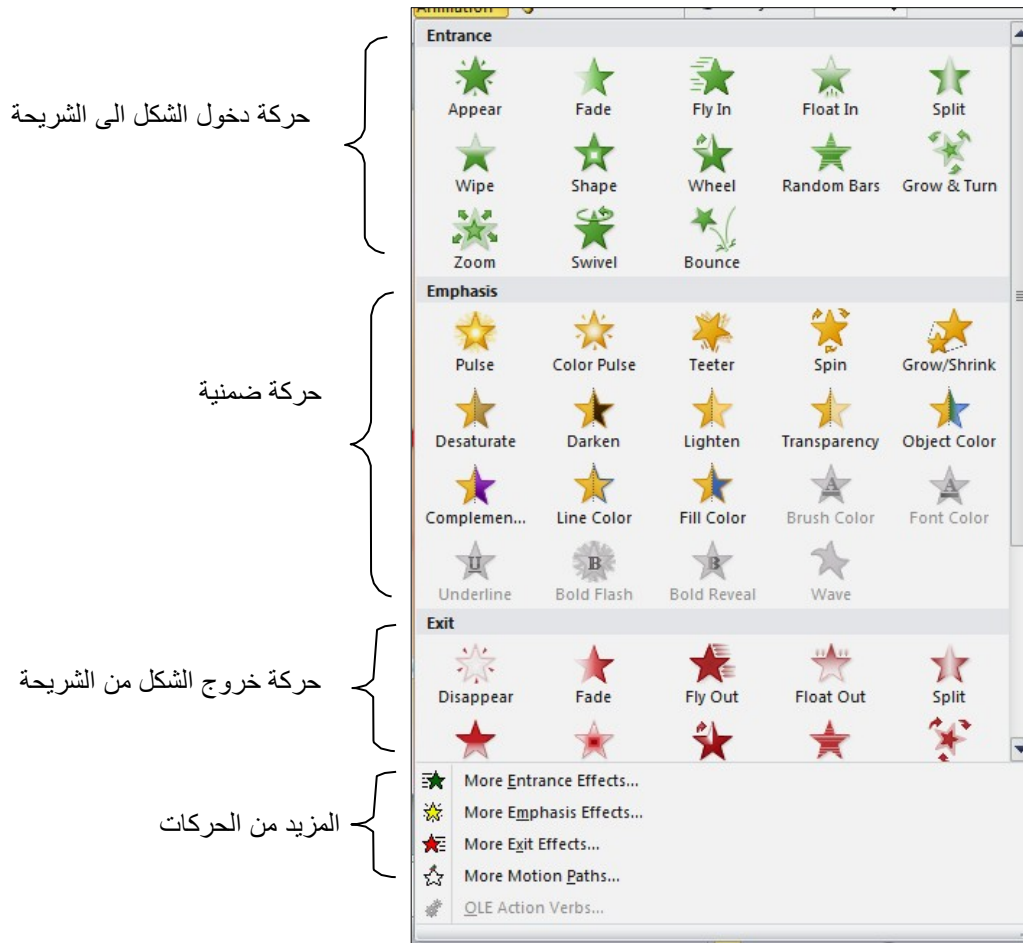 Animation
Entrance
حركة دخول الشكل الى الشريحة
Appear Fade Fly In Float In Split
Wipe Shape Wheel Random Bars Grow & Turn
Zoom Swivel Bounce
Emphasis
Pulse Color Pulse Teeter Spin Grow/Shrink
حركة ضمنية
Desaturate Darken Lighten Transparency Object Color
Complemen... Line Color Fill Color Brush Color Font Color
Underline Bold Flash Bold Reveal Wave
Exit
حركة خروج الشكل من الشريحة
Disappear Fade Fly Out Float Out Split
More Entrance Effects...
More Emphasis Effects...
المزيد من الحركات
More Exit Effects...
More Motion Paths...
OLE Action Verbs...